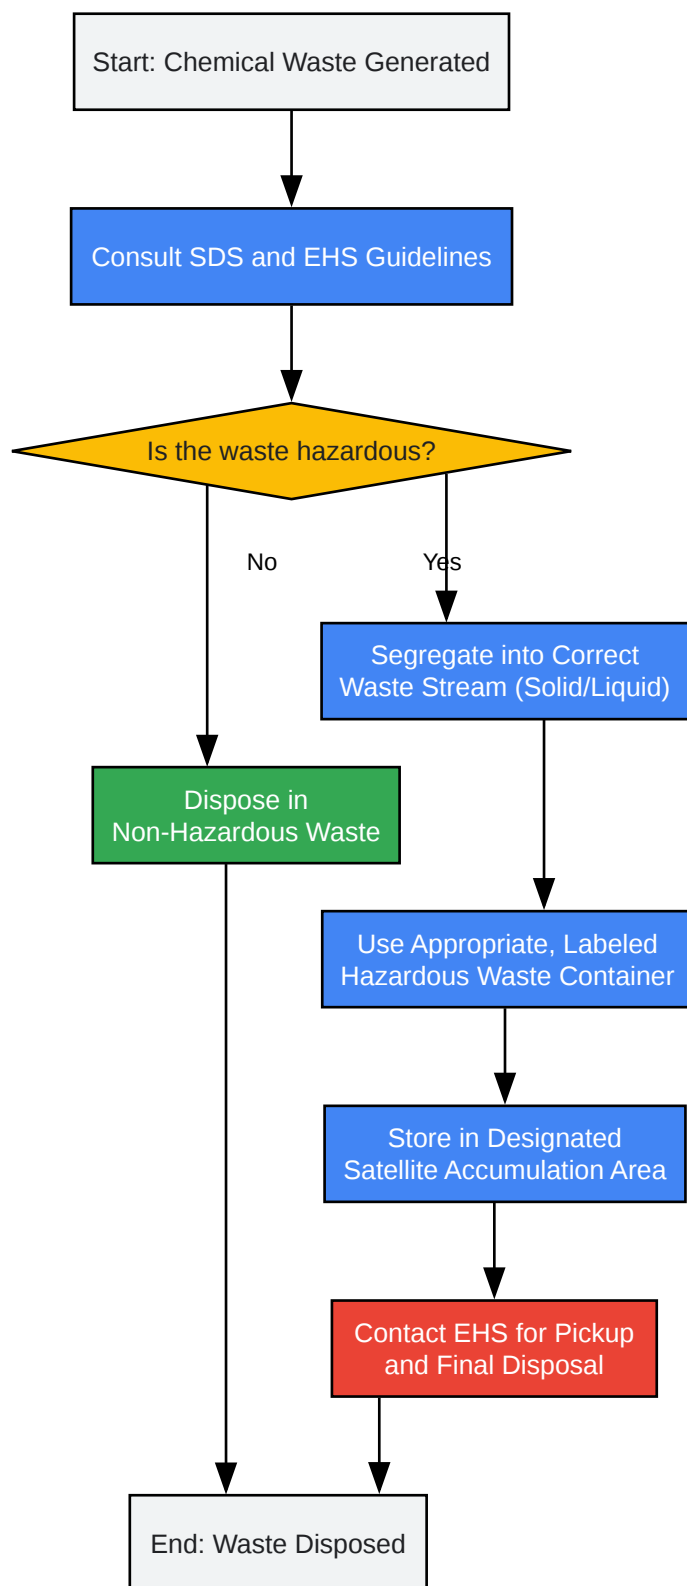 Start: Chemical Waste Generated
Consult SDS and EHS Guidelines
Is the waste hazardous?
No
Yes
Segregate into Correct
Waste Stream (Solid/Liquid)
Dispose in
Non-Hazardous Waste
Use Appropriate, Labeled
Hazardous Waste Container
Store in Designated
Satellite Accumulation Area
Contact EHS for Pickup
and Final Disposal
End: Waste Disposed